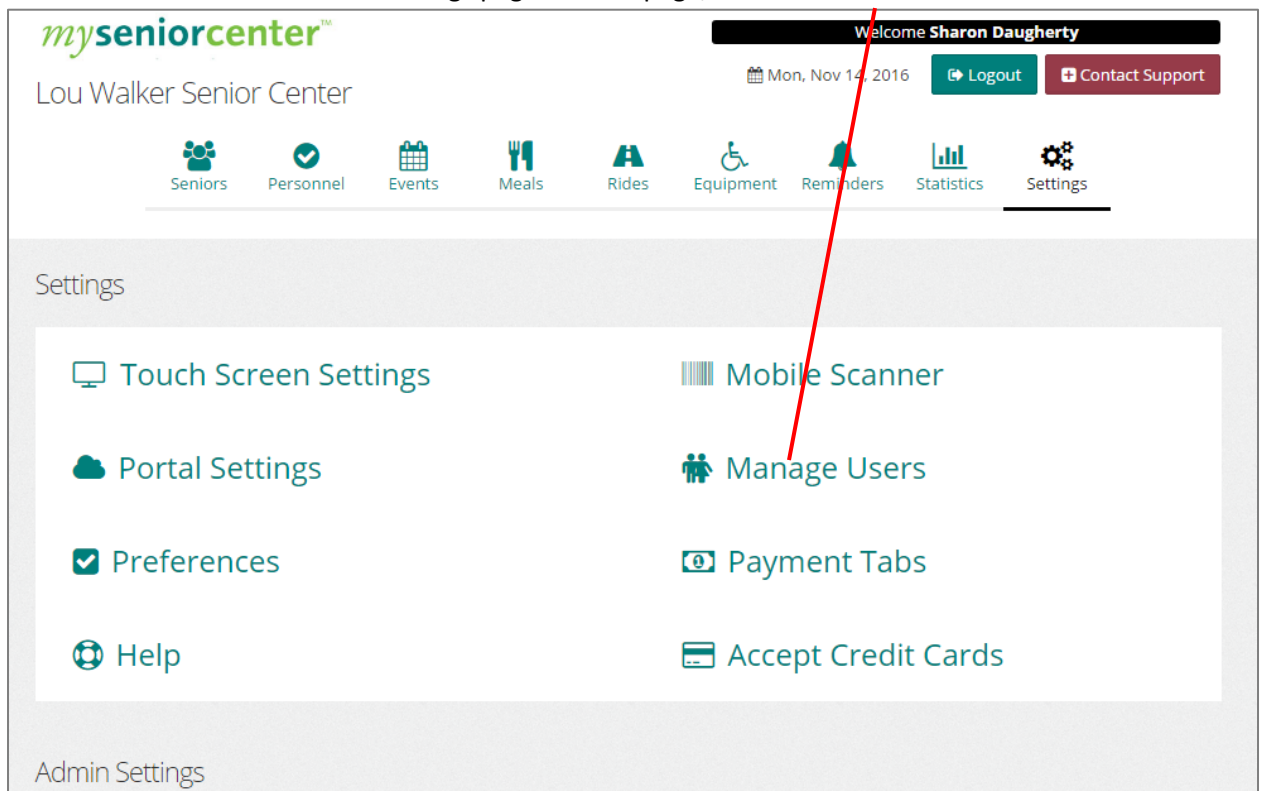 myseniorcenter™
Welcome Sharon Daugherty
Lou Walker Senior Center
Mon, Nov 14, 2016 Logout Contact Support
Seniors Personnel Events Meals Rides Equipment Reminders Statistics Settings
Settings
Touch Screen Settings Mobile Scanner
Portal Settings Manage Users
Preferences Payment Tabs
Help Accept Credit Cards
Admin Settings